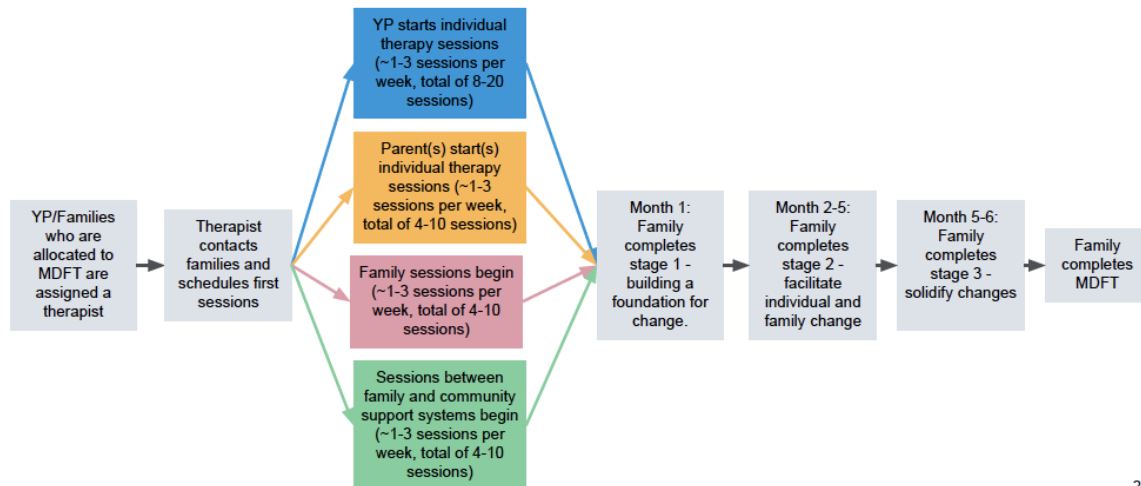 YP/Families
who are
allocated to
MDFT are
assigned a
therapist
Therapist
contacts
families and
schedules first
sessions
YP starts individual
therapy sessions
(~1-3 sessions per
week, total of 8-20
sessions)
Parent(s) start(s)
individual therapy
sessions (~1-3
sessions per week,
total of 4-10 sessions)
Family sessions begin
(~1-3 sessions per
week, total of 4-10
sessions)
Sessions between
family and community
support systems begin
(~1-3 sessions per
week, total of 4-10
sessions)
Month 1:
Family
completes
stage 1 -
building a
foundation for
change.
Month 2-5:
Family
completes
stage 2 -
facilitate
individual and
family change
Month 5-6:
Family
completes
stage 3 -
solidify changes
Family
completes
MDFT